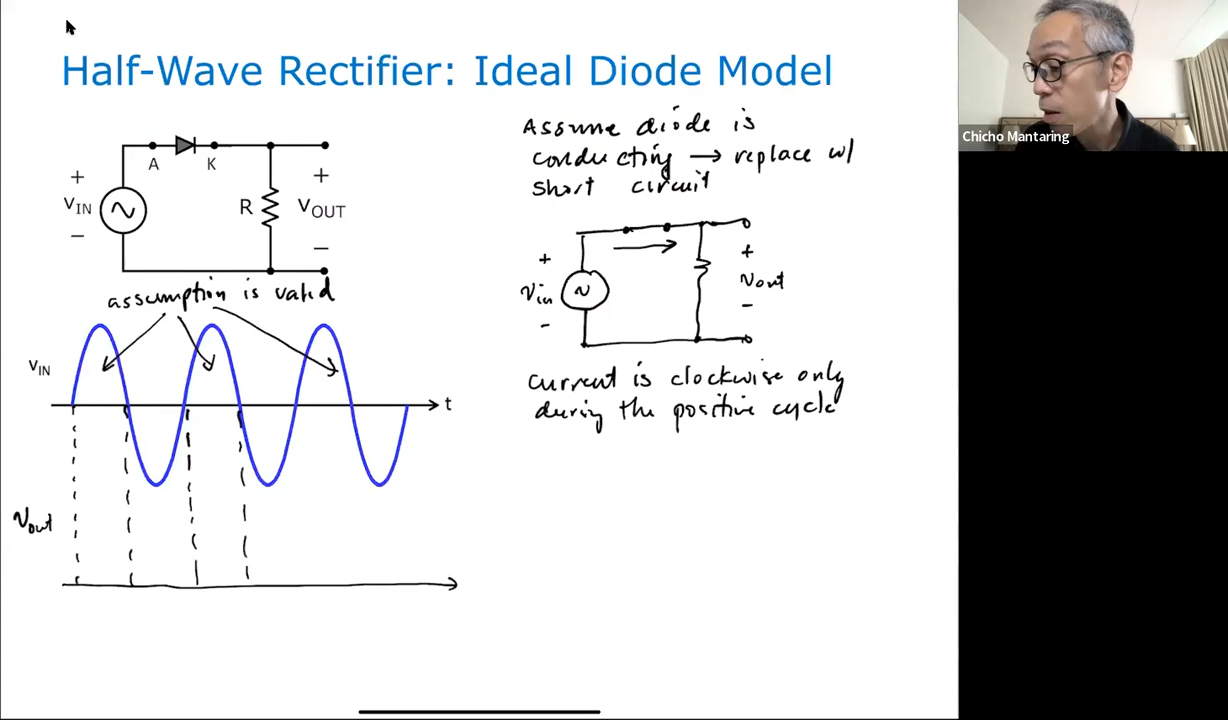 Half-Wave Rectifier: Ideal Diode Model
Chicho Mantaring
Assume diode is
conducting → replace w/
short circuit
A
K
+
VIN
−
R
+
VOUT
−
+
vin
-
+
vout
-
assumption is valid
VIN
t
current is clockwise only
during the positive cycle
vout